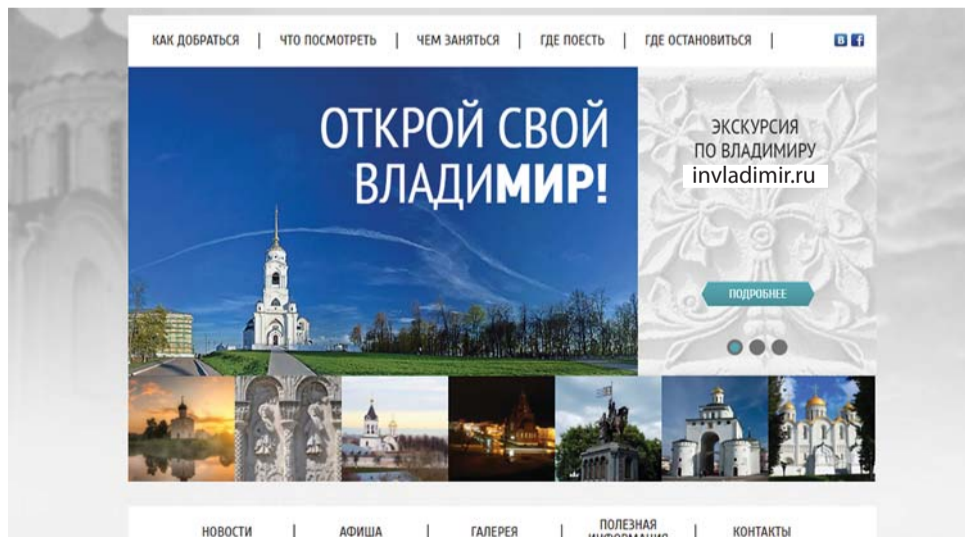 КАК ДОБРАТЬСЯ | ЧТО ПОСМОТРЕТЬ | ЧЕМ ЗАНЯТЬСЯ | ГДЕ ПОЕСТЬ | ГДЕ ОСТАНОВИТЬСЯ |
B f
ОТКРОЙ СВОЙ
ВЛАДИМИР!
ЭКСКУРСИЯ
ПО ВЛАДИМИРУ
invladimir.ru
ПОДРОБНЕЕ
НОВОСТИ | АФИША | ГАЛЕРЕЯ | ПОЛЕЗНАЯ
ИНФОРМАЦИЯ | КОНТАКТЫ